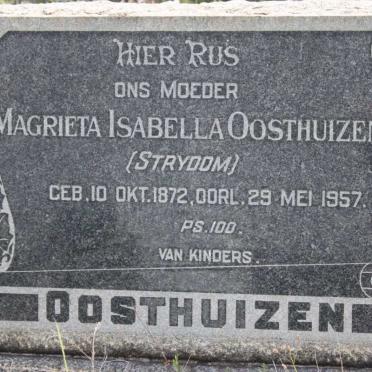 HIER RUS
ONS MOEDER
MAGRIETA ISABELLA OOSTHUIZEN
(STRYDOM)
GEB. 10 OKT. 1872, OORL. 29 MEI 1957.
PS. 100.
VAN KINDERS.
OOSTHUIZEN